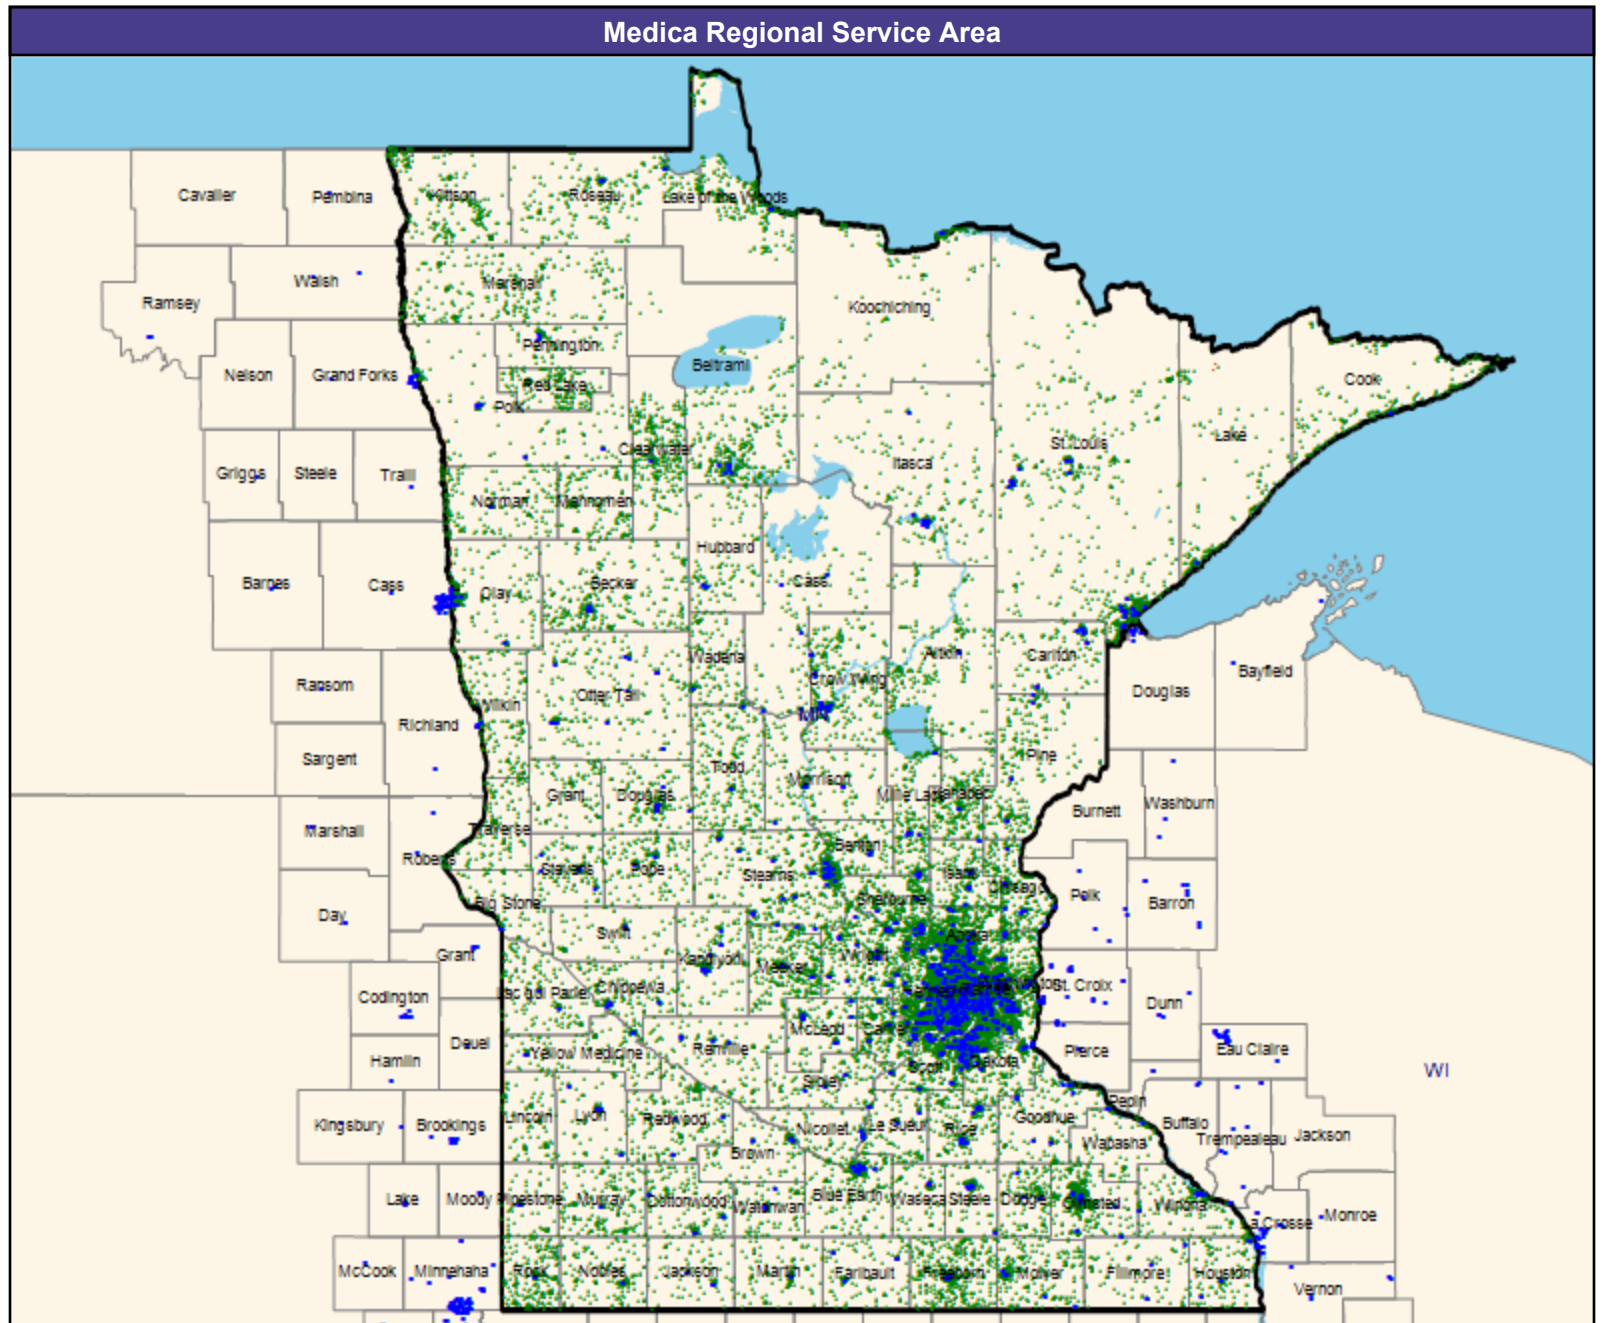 Medica Regional Service Area
Cavalier
Pembina
Kittson
Roseau
Lake of the Woods
Walsh
Ramsey
Marshall
Koochiching
Pennington
Nelson
Grand Forks
Red Lake
Beltrami
Cook
Polk
Clearwater
St. Louis
Lake
Griggs
Steele
Traill
Itasca
Norman
Mahnomen
Hubbard
Barnes
Cass
Clay
Becker
Cass
Wadena
Aitkin
Carlton
Ransom
Crow Wing
Bayfield
Richland
Wilkin
Otter Tail
MN
Douglas
Sargent
Todd
Morrison
Pine
Grant
Douglas
Mille Lacs
Kanabec
Burnett
Washburn
Marshall
Traverse
Roberts
Benton
Stevens
Pope
Stearns
Isanti
Chisago
Polk
Barron
Day
Big Stone
Sherburne
Swift
Anoka
Grant
Kandiyohi
Meeker
Wright
Codington
Lac qui Parle
Chippewa
St. Croix
Dunn
Deuel
McLeod
Carver
Hamlin
Yellow Medicine
Renville
Scott
Dakota
Pierce
Eau Claire
WI
Sibley
Kingsbury
Brookings
Lincoln
Lyon
Redwood
Nicollet
Le Sueur
Rice
Goodhue
Pepin
Buffalo
Trempealeau
Jackson
Brown
Wabasha
Lake
Moody
Pipestone
Murray
Cottonwood
Watonwan
Blue Earth
Waseca
Steele
Dodge
Olmsted
Winona
La Crosse
Monroe
McCook
Minnehaha
Rock
Nobles
Jackson
Martin
Faribault
Freeborn
Mower
Fillmore
Houston
Vernon